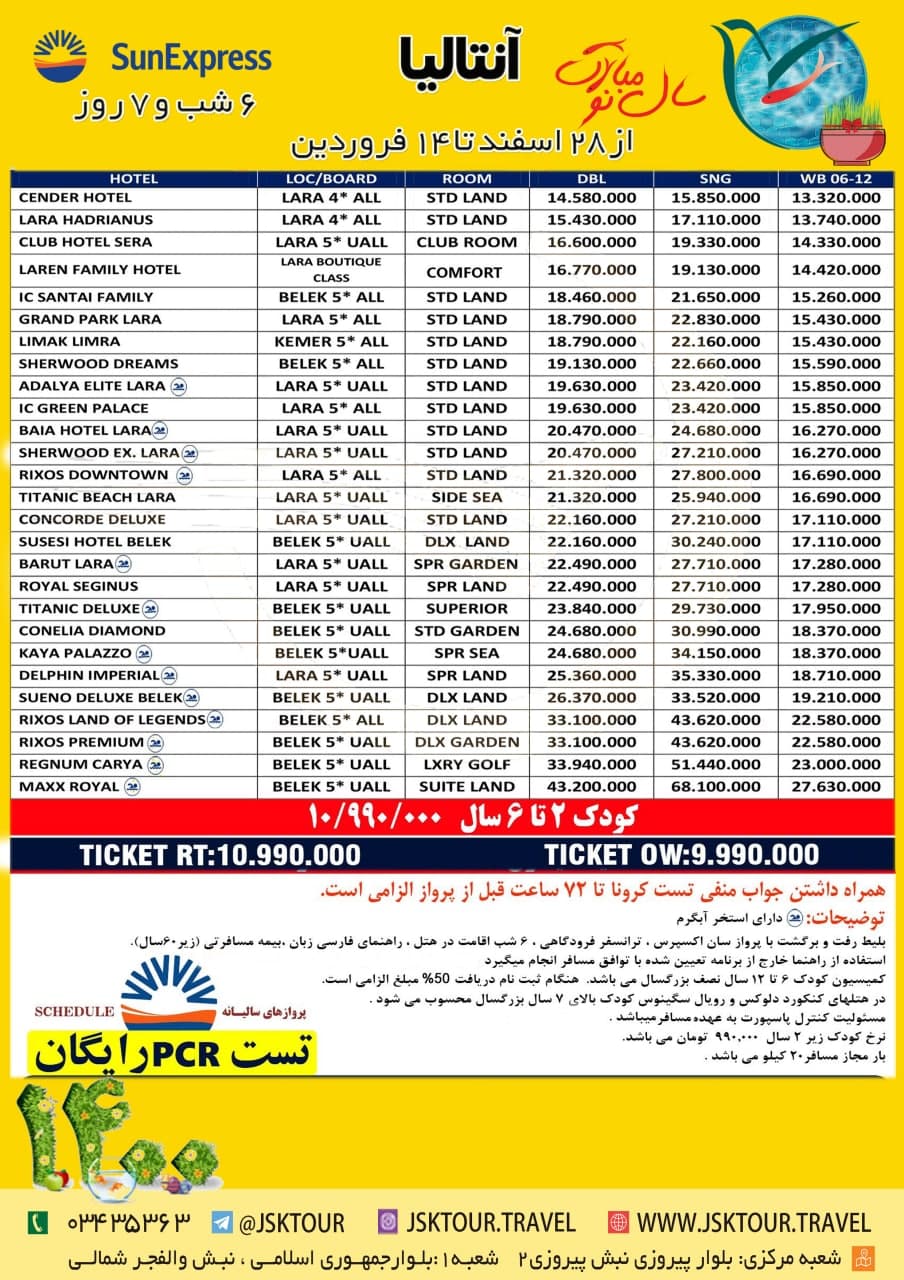 SunExpress
آنتالیا
سال نو مبارک
۶ شب و ۷ روز
از ۲۸ اسفند تا ۱۴ فروردین
HOTEL LOC/BOARD ROOM DBL SNG WB 06-12
CENDER HOTEL LARA 4* ALL STD LAND 14.580.000 15.850.000 13.320.000
LARA HADRIANUS LARA 4* ALL STD LAND 15.430.000 17.110.000 13.740.000
CLUB HOTEL SERA LARA 5* UALL CLUB ROOM 16.600.000 19.330.000 14.330.000
LAREN FAMILY HOTEL LARA BOUTIQUE CLASS COMFORT 16.770.000 19.130.000 14.420.000
IC SANTAI FAMILY BELEK 5* ALL STD LAND 18.460.000 21.650.000 15.260.000
GRAND PARK LARA LARA 5* ALL STD LAND 18.790.000 22.830.000 15.430.000
LIMAK LIMRA KEMER 5* ALL STD LAND 18.790.000 22.160.000 15.430.000
SHERWOOD DREAMS BELEK 5* ALL STD LAND 19.130.000 22.660.000 15.590.000
ADALYA ELITE LARA LARA 5* UALL STD LAND 19.630.000 23.420.000 15.850.000
IC GREEN PALACE LARA 5* ALL STD LAND 19.630.000 23.420.000 15.850.000
BAIA HOTEL LARA LARA 5* UALL STD LAND 20.470.000 24.680.000 16.270.000
SHERWOOD EX. LARA LARA 5* UALL STD LAND 20.470.000 27.210.000 16.270.000
RIXOS DOWNTOWN LARA 5* ALL STD LAND 21.320.000 27.800.000 16.690.000
TITANIC BEACH LARA LARA 5* UALL SIDE SEA 21.320.000 25.940.000 16.690.000
CONCORDE DELUXE LARA 5* UALL STD LAND 22.160.000 27.210.000 17.110.000
SUSESI HOTEL BELEK BELEK 5* UALL DLX LAND 22.160.000 30.240.000 17.110.000
BARUT LARA LARA 5* UALL SPR GARDEN 22.490.000 27.710.000 17.280.000
ROYAL SEGINUS LARA 5* UALL SPR LAND 22.490.000 27.710.000 17.280.000
TITANIC DELUXE BELEK 5* UALL SUPERIOR 23.840.000 29.730.000 17.950.000
CONELIA DIAMOND BELEK 5* UALL STD GARDEN 24.680.000 30.990.000 18.370.000
KAYA PALAZZO BELEK 5*UALL SPR SEA 24.680.000 34.150.000 18.370.000
DELPHIN IMPERIAL LARA 5* UALL SPR LAND 25.360.000 35.330.000 18.710.000
SUENO DELUXE BELEK BELEK 5* UALL DLX LAND 26.370.000 33.520.000 19.210.000
RIXOS LAND OF LEGENDS BELEK 5* ALL DLX LAND 33.100.000 43.620.000 22.580.000
RIXOS PREMIUM BELEK 5* UALL DLX GARDEN 33.100.000 43.620.000 22.580.000
REGNUM CARYA BELEK 5* UALL LXRY GOLF 33.940.000 51.440.000 23.000.000
MAXX ROYAL BELEK 5* UALL SUITE LAND 43.200.000 68.100.000 27.630.000
کودک ۲ تا ۶ سال ۱۰/۹۹۰/۰۰۰
TICKET RT:10.990.000 TICKET OW:9.990.000
همراه داشتن جواب منفی تست کرونا تا ۷۲ ساعت قبل از پرواز الزامی است.
توضیحات: دارای استخر آبگرم
بلیط رفت و برگشت با پرواز سان اکسپرس ، ترانسفر فرودگاهی ، ۶ شب اقامت در هتل ، راهنمای فارسی زبان ،بیمه مسافرتی (زیر۶۰سال).
استفاده از راهنما خارج از برنامه تعیین شده با توافق مسافر انجام میگیرد
کمیسیون کودک ۶ تا ۱۲ سال نصف بزرگسال می باشد. هنگام ثبت نام دریافت 50% مبلغ الزامی است.
در هتلهای کنکورد دلوکس و رویال سگینوس کودک بالای ۷ سال بزرگسال محسوب می شود .
مسئولیت کنترل پاسپورت به عهده مسافرمیباشد .
نرخ کودک زیر ۲ سال ۹۹۰,۰۰۰ تومان می باشد.
بار مجاز مسافر۲۰ کیلو می باشد .
SCHEDULE پروازهای سالیانه
تست PCR رایگان
۱۴۰۰
۰۳۴۳۵۳۶۳ @JSKTOUR JSKTOUR.TRAVEL WWW.JSKTOUR.TRAVEL
شعبه مرکزی: بلوار پیروزی نبش پیروزی۲ شعبه۱:بلوارجمهوری اسلامی ، نبش والفجر شمالی